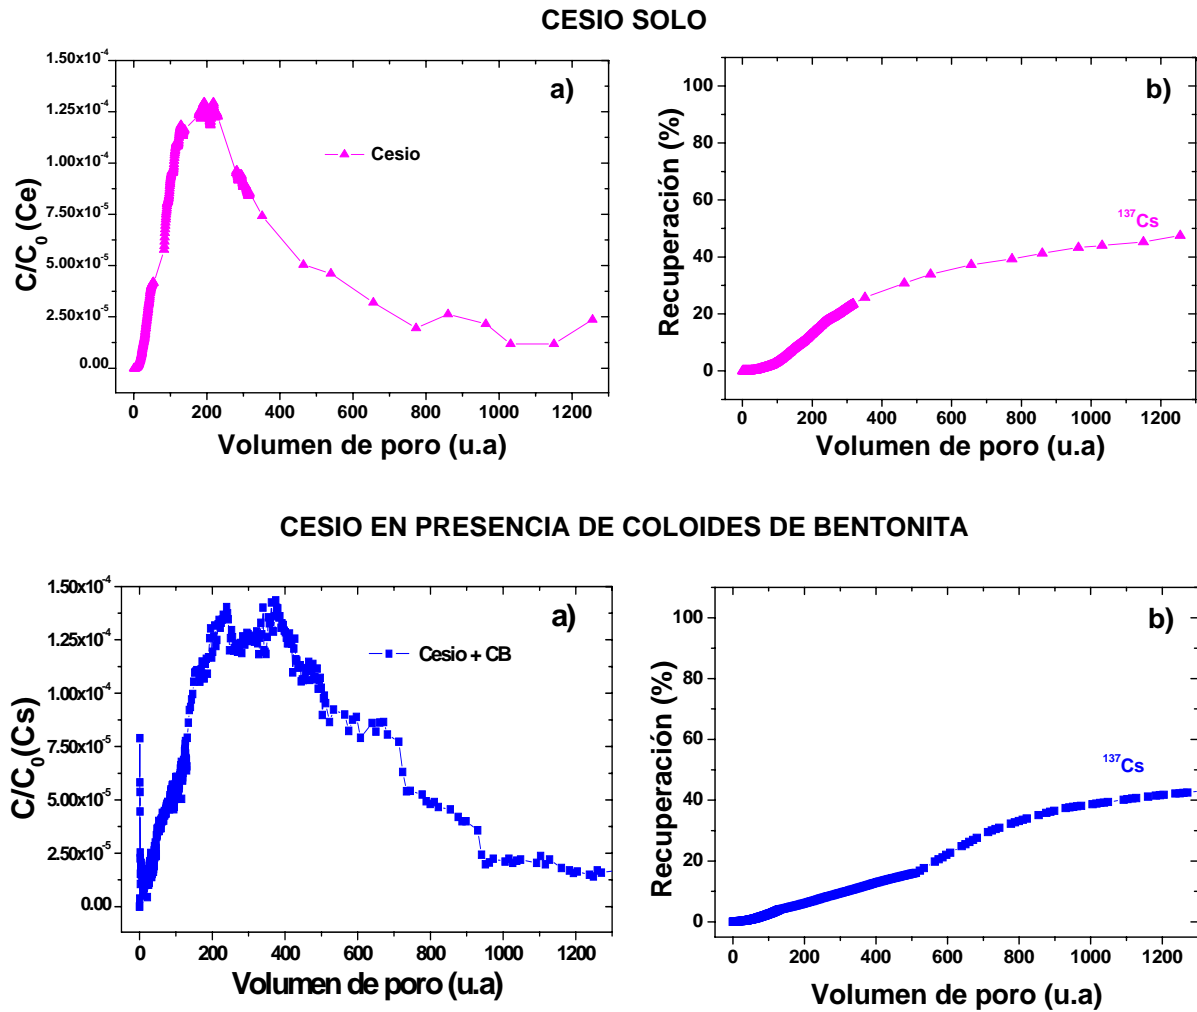 CESIO SOLO
1.50x10⁻⁴
1.25x10⁻⁴
1.00x10⁻⁴
7.50x10⁻⁵
5.00x10⁻⁵
2.50x10⁻⁵
0.00
C/C₀ (Ce)
a)
Cesio
0 200 400 600 800 1000 1200
Volumen de poro (u.a)
100
80
60
40
20
0
Recuperación (%)
b)
¹³⁷Cs
0 200 400 600 800 1000 1200
Volumen de poro (u.a)
CESIO EN PRESENCIA DE COLOIDES DE BENTONITA
1.50x10⁻⁴
1.25x10⁻⁴
1.00x10⁻⁴
7.50x10⁻⁵
5.00x10⁻⁵
2.50x10⁻⁵
0.00
C/C₀(Cs)
a)
Cesio + CB
0 200 400 600 800 1000 1200
Volumen de poro (u.a)
100
80
60
40
20
0
Recuperación (%)
b)
¹³⁷Cs
0 200 400 600 800 1000 1200
Volumen de poro (u.a)